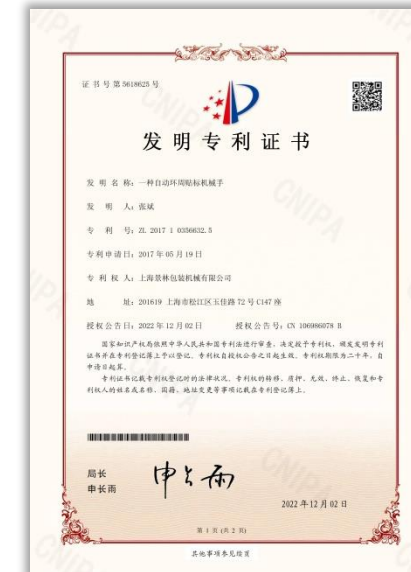 证书号第5618625号
发明专利证书
发 明 名 称：一种自动环周贴标机械手
发 明 人：张斌
专 利 号：ZL 2017 1 0356632.5
专利申请日：2017年05月19日
专 利 权 人：上海景林包装机械有限公司
地 址：201619 上海市松江区玉佳路72号C147座
授权公告日：2022年12月02日 授权公告号：CN 106986078 B
国家知识产权局依照中华人民共和国专利法进行审查，决定授予专利权，颁发发明专利
证书并在专利登记簿上予以登记。专利权自授权公告之日起生效。专利权期限为二十年，自
申请日起算。
专利证书记载专利权登记时的法律状况。专利权的转移、质押、无效、终止、恢复和专
利权人的姓名或名称、国籍、地址变更等事项记载在专利登记簿上。
局长
申长雨
申长雨
2022年12月02日
第 1 页 (共 2 页)
其他事项参见续页
CNIPA